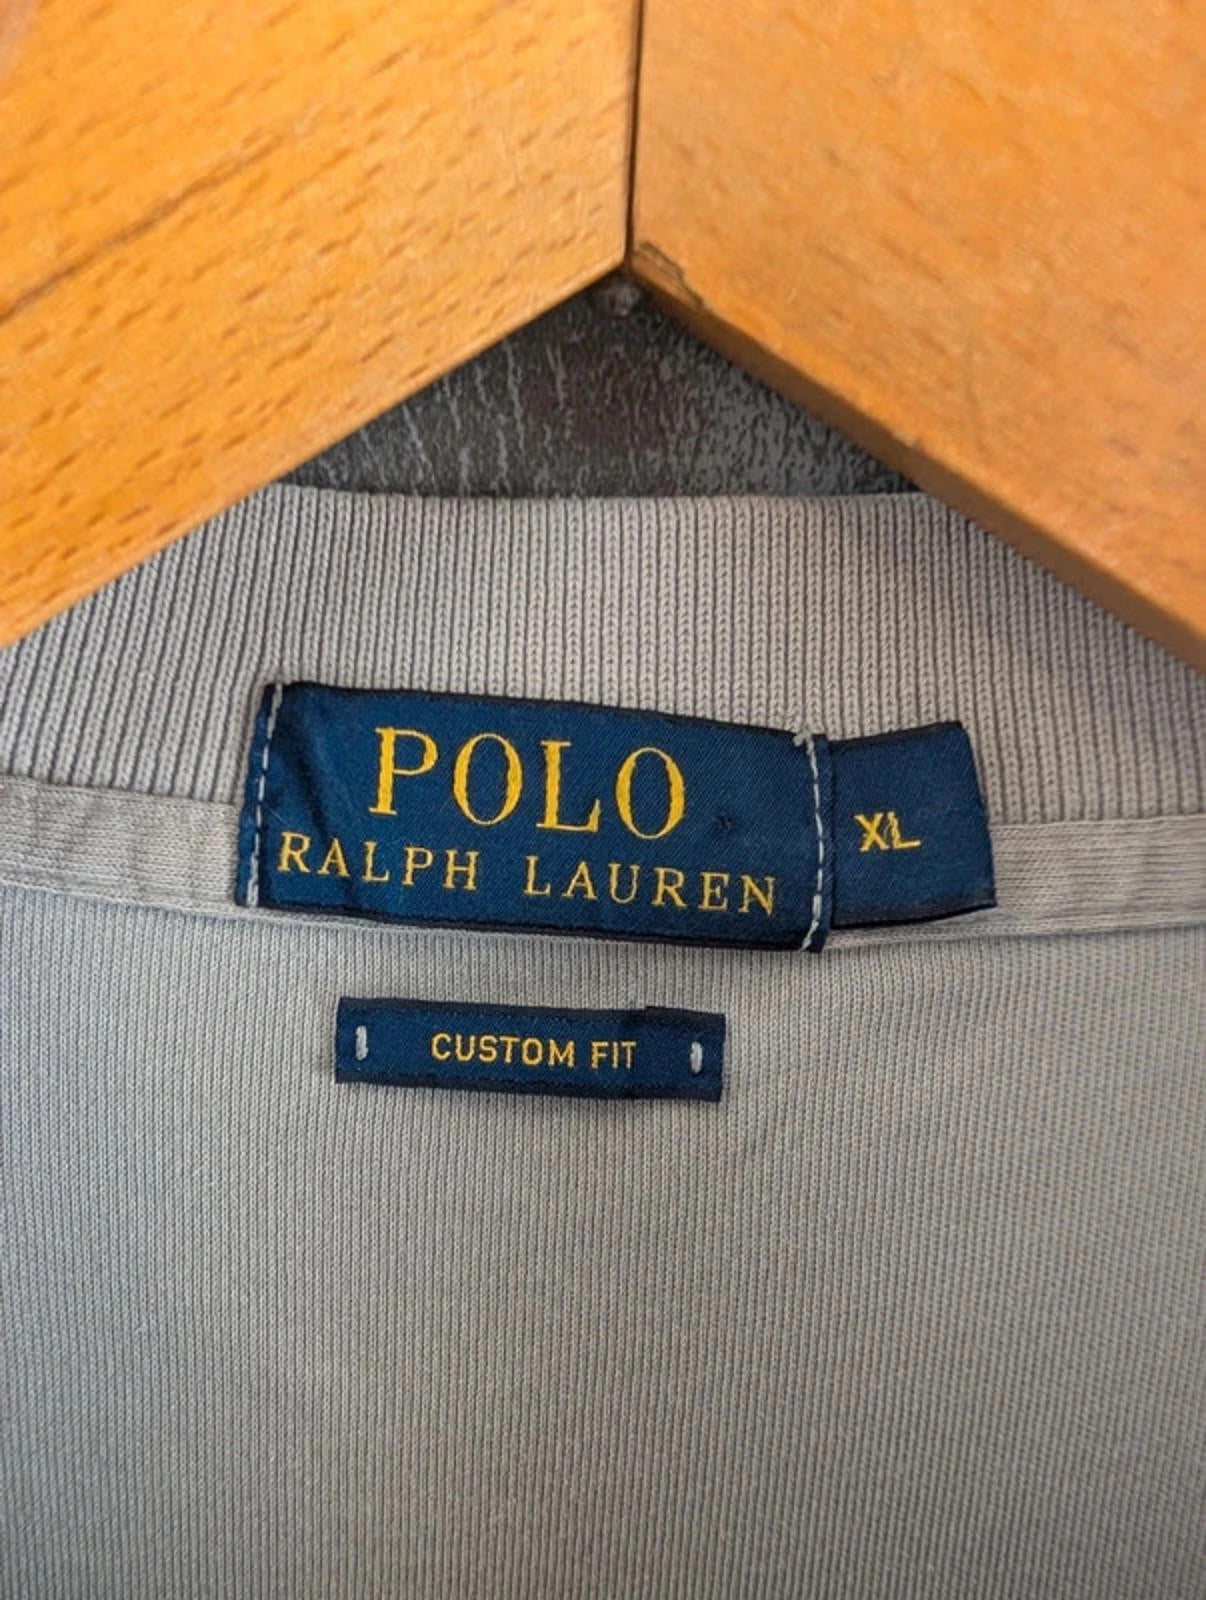 POLO
RALPH LAUREN
XL
CUSTOM FIT